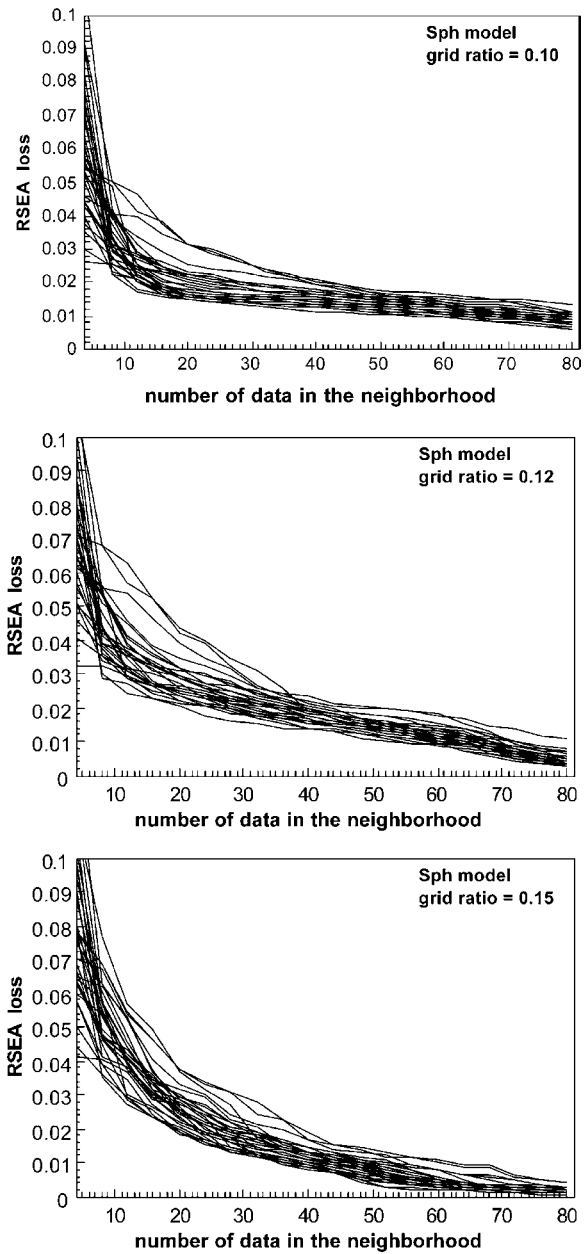 0.1
Sph model
grid ratio = 0.10
0.09
0.08
0.07
0.06
RSEA loss
0.05
0.04
0.03
0.02
0.01
0
10 20 30 40 50 60 70 80
number of data in the neighborhood
0.1
Sph model
grid ratio = 0.12
0.09
0.08
0.07
0.06
RSEA loss
0.05
0.04
0.03
0.02
0.01
0
10 20 30 40 50 60 70 80
number of data in the neighborhood
0.1
Sph model
grid ratio = 0.15
0.09
0.08
0.07
0.06
RSEA loss
0.05
0.04
0.03
0.02
0.01
0
10 20 30 40 50 60 70 80
number of data in the neighborhood